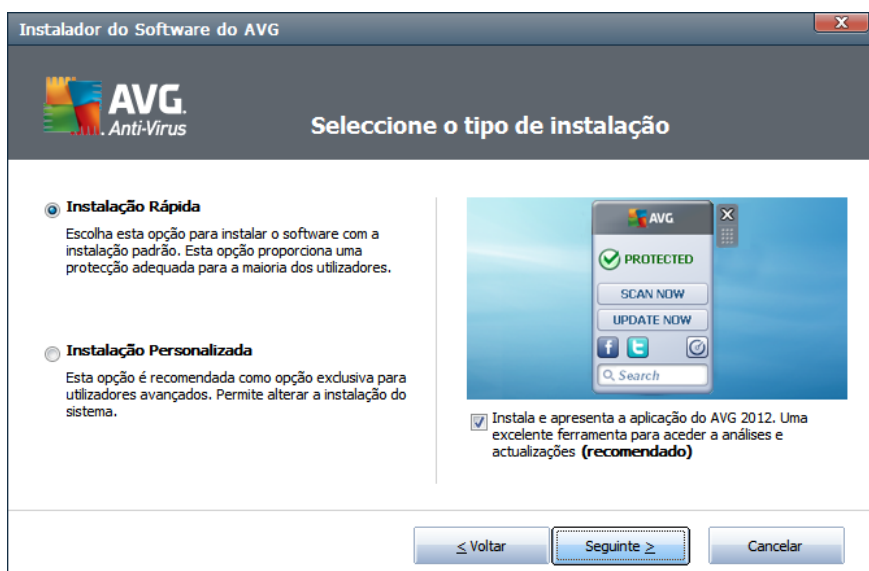 Instalador do Software do AVG
X
AVG.
Anti-Virus
Seleccione o tipo de instalação
Instalação Rápida
Escolha esta opção para instalar o software com a
instalação padrão. Esta opção proporciona uma
protecção adequada para a maioria dos utilizadores.
Instalação Personalizada
Esta opção é recomendada como opção exclusiva para
utilizadores avançados. Permite alterar a instalação do
sistema.
AVG
X
PROTECTED
SCAN NOW
UPDATE NOW
f t
Search
Instala e apresenta a aplicação do AVG 2012. Uma
excelente ferramenta para aceder a análises e
actualizações (recomendado)
< Voltar
Seguinte >
Cancelar